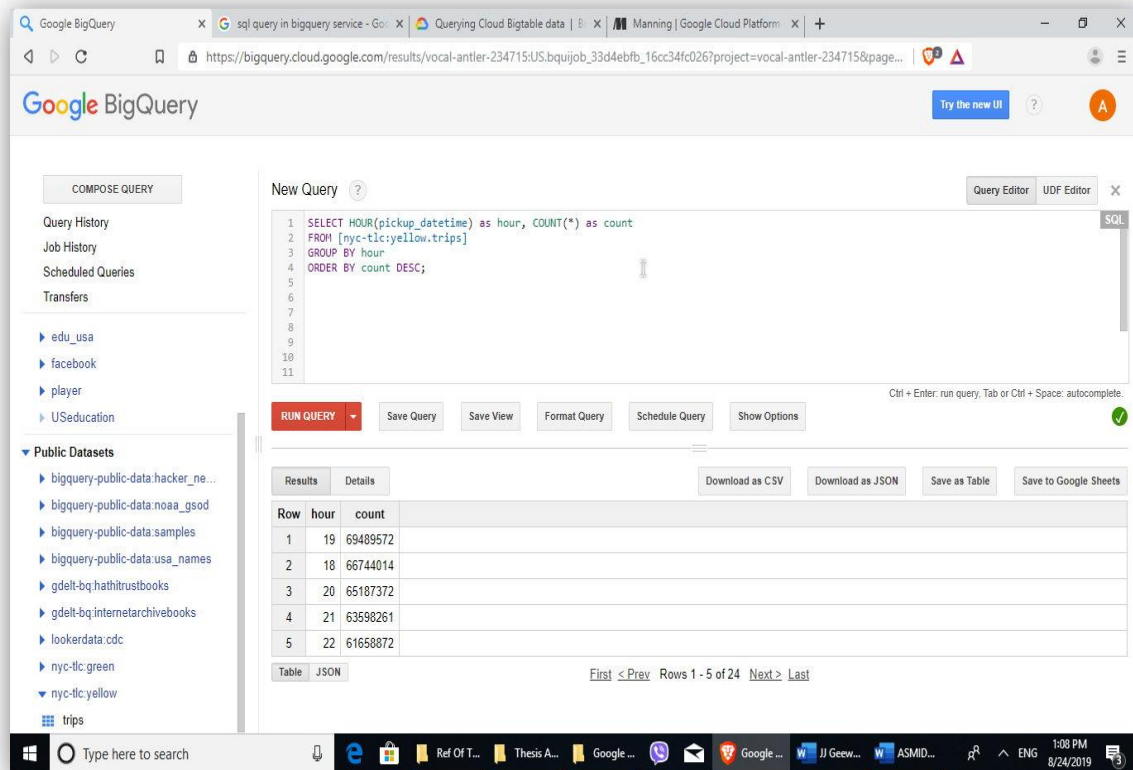 Google BigQuery
sql query in bigquery service - Goo
Querying Cloud Bigtable data | B
Manning | Google Cloud Platform
https://bigquery.cloud.google.com/results/vocal-antler-234715:US.bquijob_33d4ebfb_16cc34fc026?project=vocal-antler-234715&page...
Google BigQuery
Try the new UI
?
A
COMPOSE QUERY
Query History
Job History
Scheduled Queries
Transfers
edu_usa
facebook
player
USeducation
Public Datasets
bigquery-public-data:hacker_ne...
bigquery-public-data:noaa_gsod
bigquery-public-data:samples
bigquery-public-data:usa_names
gdelt-bq:hathitrustbooks
gdelt-bq:internetarchivebooks
lookerdata:cdc
nyc-tlc:green
nyc-tlc:yellow
trips
New Query ?
Query Editor UDF Editor X
SQL
1 SELECT HOUR(pickup_datetime) as hour, COUNT(*) as count
2 FROM [nyc-tlc:yellow.trips]
3 GROUP BY hour
4 ORDER BY count DESC;
5
6
7
8
9
10
11
Ctrl + Enter: run query, Tab or Ctrl + Space: autocomplete.
RUN QUERY Save Query Save View Format Query Schedule Query Show Options
Results Details Download as CSV Download as JSON Save as Table Save to Google Sheets
Row hour count
1 19 69489572
2 18 66744014
3 20 65187372
4 21 63598261
5 22 61658872
Table JSON First < Prev Rows 1 - 5 of 24 Next > Last
Type here to search
Ref Of T...
Thesis A...
Google ...
Google ...
JJ Geew...
ASMID...
ENG
1:08 PM
8/24/2019
3